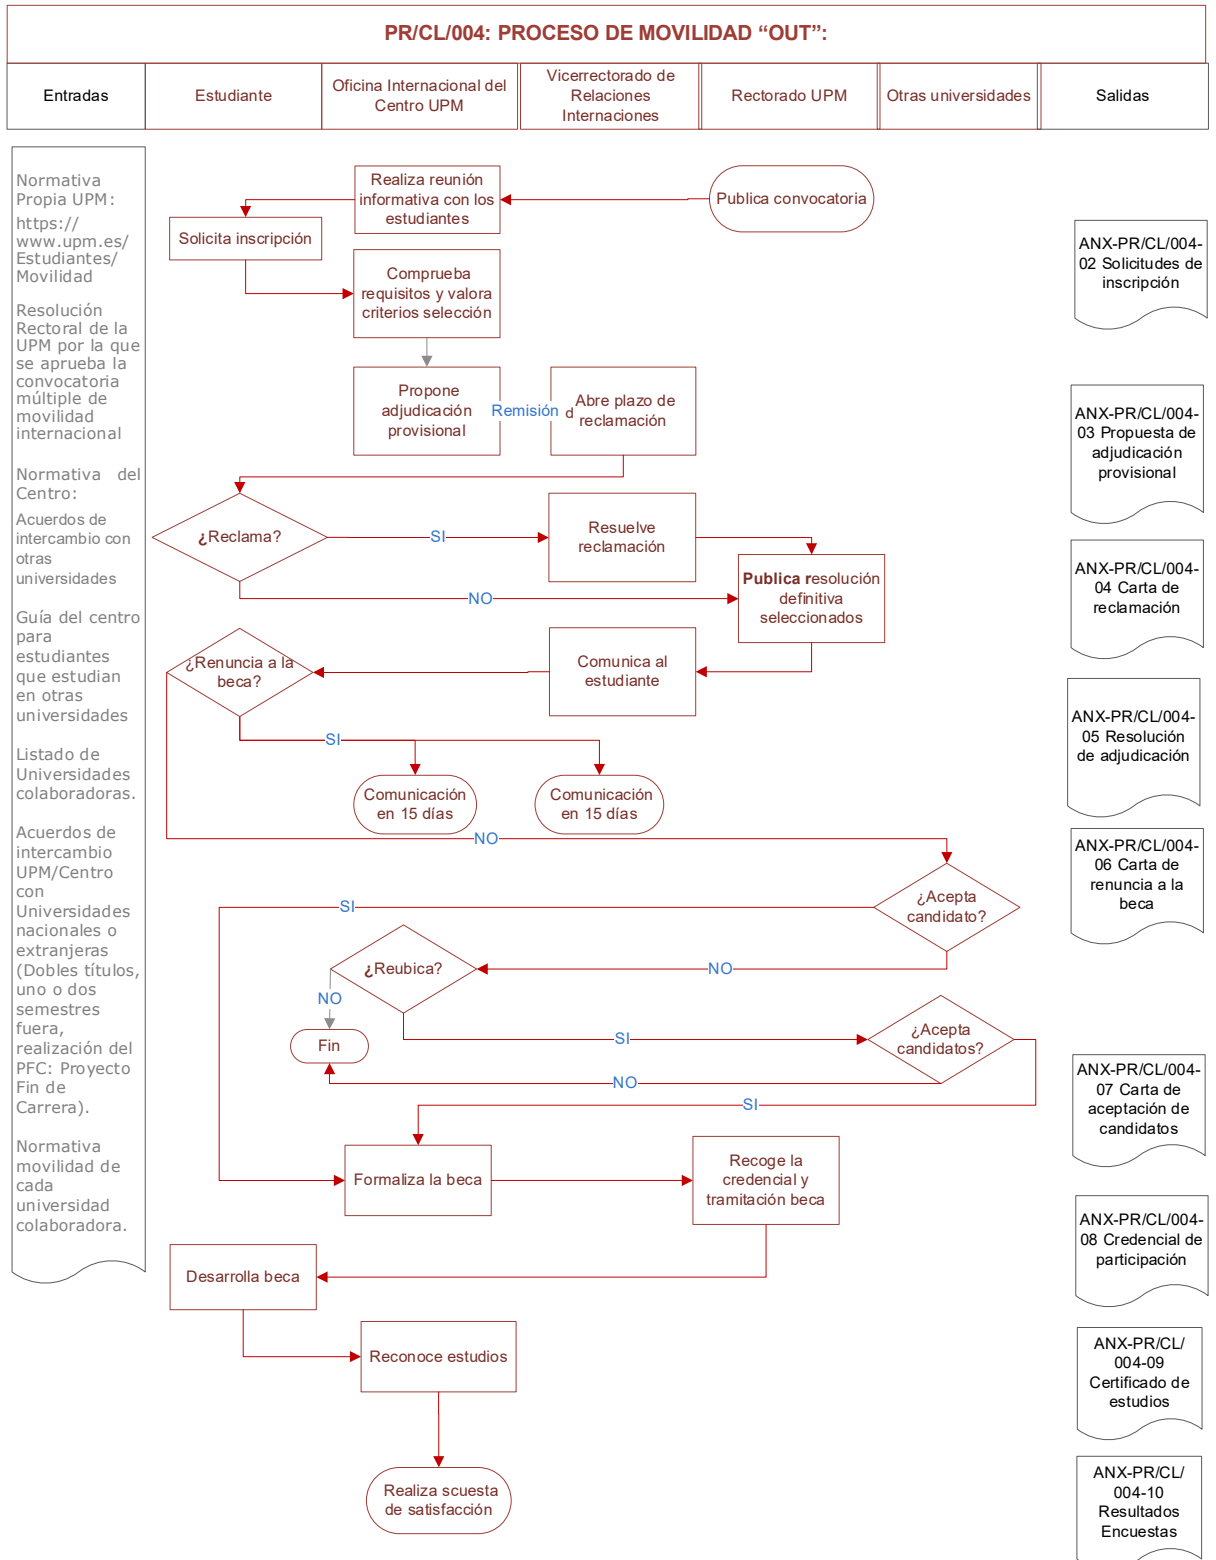 PR/CL/004: PROCESO DE MOVILIDAD “OUT”:
Entradas
Estudiante
Oficina Internacional del
Centro UPM
Vicerrectorado de
Relaciones
Internaciones
Rectorado UPM
Otras universidades
Salidas
Normativa
Propia UPM:
https://
www.upm.es/
Estudiantes/
Movilidad
Resolución
Rectoral de la
UPM por la que
se aprueba la
convocatoria
múltiple de
movilidad
internacional
Normativa del
Centro:
Acuerdos de
intercambio con
otras
universidades
Guía del centro
para
estudiantes
que estudian
en otras
universidades
Listado de
Universidades
colaboradoras.
Acuerdos de
intercambio
UPM/Centro
con
Universidades
nacionales o
extranjeras
(Dobles títulos,
uno o dos
semestres
fuera,
realización del
PFC: Proyecto
Fin de
Carrera).
Normativa
movilidad de
cada
universidad
colaboradora.
Publica convocatoria
Realiza reunión
informativa con los
estudiantes
Solicita inscripción
Comprueba
requisitos y valora
criterios selección
Propone
adjudicación
provisional
Remisión d
Abre plazo de
reclamación
¿Reclama?
SI
Resuelve
reclamación
NO
Publica resolución
definitiva
seleccionados
Comunica al
estudiante
¿Renuncia a la
beca?
SI
Comunicación
en 15 días
Comunicación
en 15 días
NO
¿Acepta
candidato?
SI
NO
¿Reubica?
NO
Fin
SI
¿Acepta
candidatos?
NO
SI
Formaliza la beca
Recoge la
credencial y
tramitación beca
Desarrolla beca
Reconoce estudios
Realiza scuesta
de satisfacción
ANX-PR/CL/004-
02 Solicitudes de
inscripción
ANX-PR/CL/004-
03 Propuesta de
adjudicación
provisional
ANX-PR/CL/004-
04 Carta de
reclamación
ANX-PR/CL/004-
05 Resolución
de adjudicación
ANX-PR/CL/004-
06 Carta de
renuncia a la
beca
ANX-PR/CL/004-
07 Carta de
aceptación de
candidatos
ANX-PR/CL/004-
08 Credencial de
participación
ANX-PR/CL/
004-09
Certificado de
estudios
ANX-PR/CL/
004-10
Resultados
Encuestas